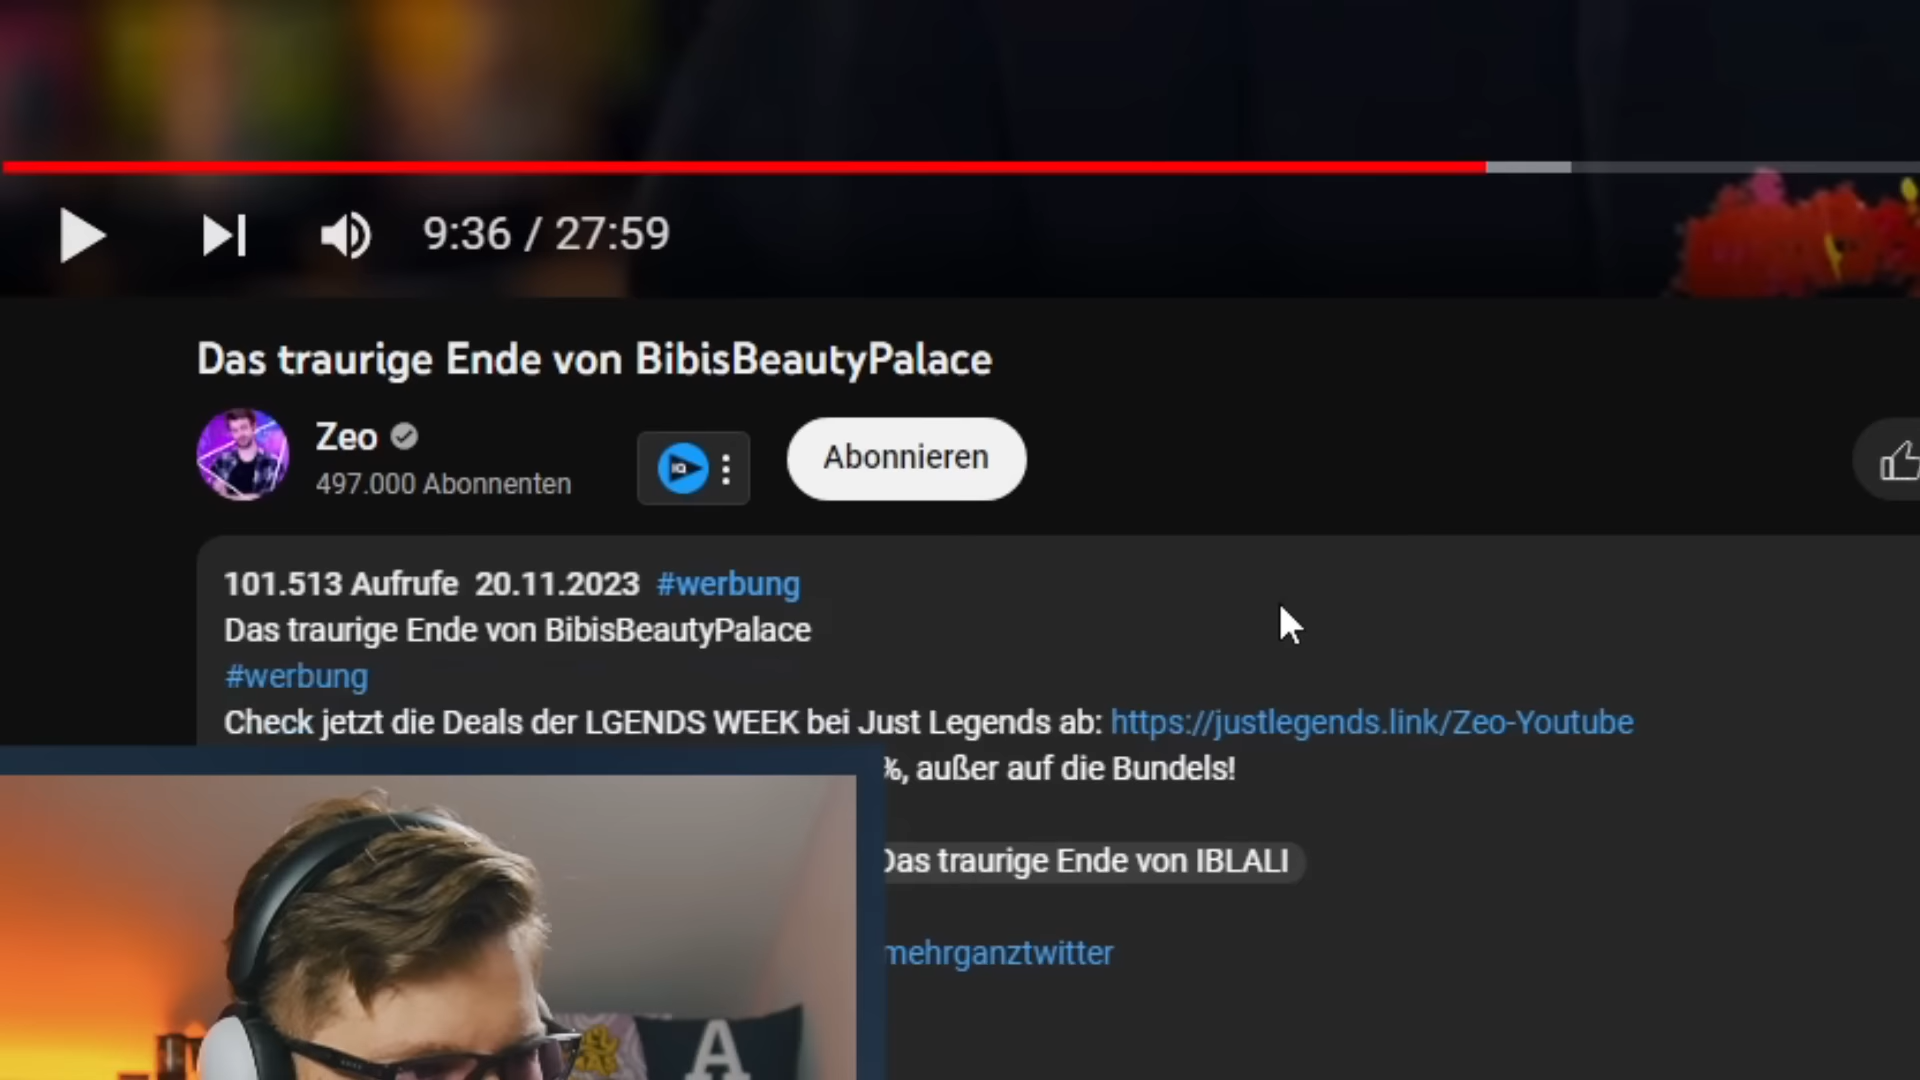 9:36 / 27:59
Das traurige Ende von BibisBeautyPalace
Zeo
497.000 Abonnenten
IQ
Abonnieren
101.513 Aufrufe 20.11.2023 #werbung
Das traurige Ende von BibisBeautyPalace
#werbung
Check jetzt die Deals der LGENDS WEEK bei Just Legends ab: https://justlegends.link/Zeo-Youtube
%, außer auf die Bundels!
Das traurige Ende von IBLALI
mehrganztwitter
A